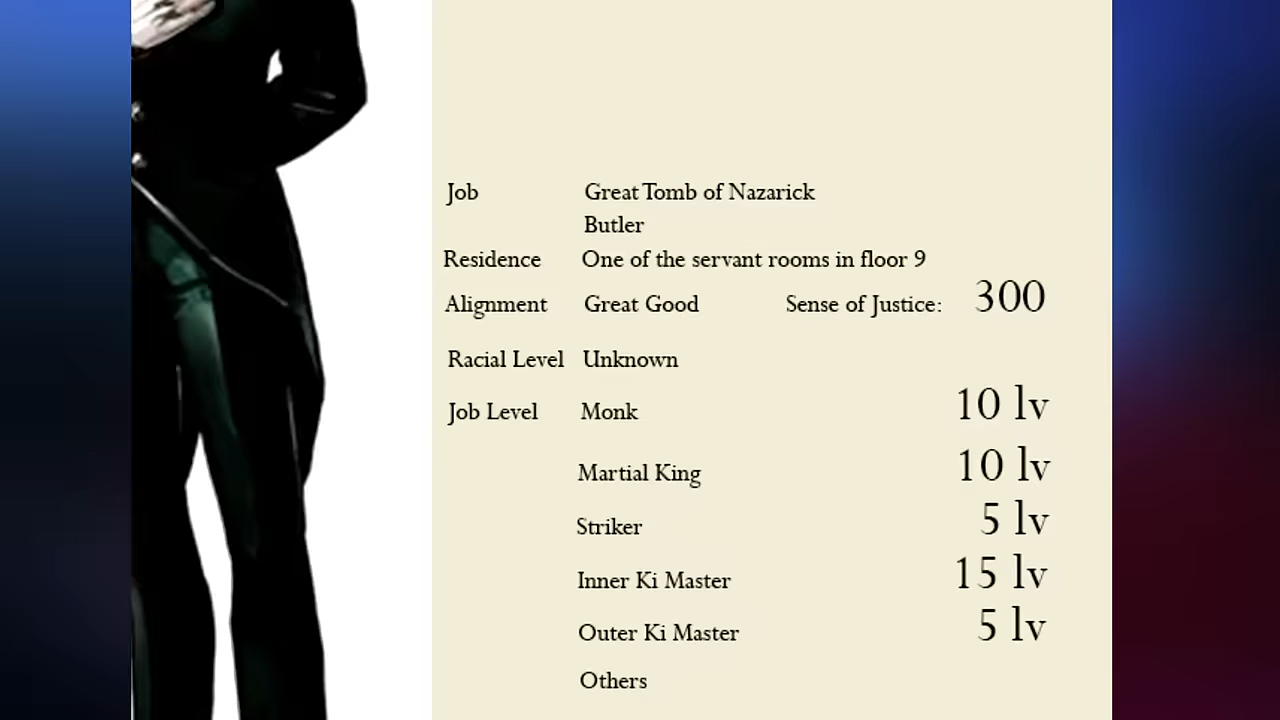 Job Great Tomb of Nazarick
Butler
Residence One of the servant rooms in floor 9
Alignment Great Good Sense of Justice: 300
Racial Level Unknown
Job Level Monk 10 lv
Martial King 10 lv
Striker 5 lv
Inner Ki Master 15 lv
Outer Ki Master 5 lv
Others